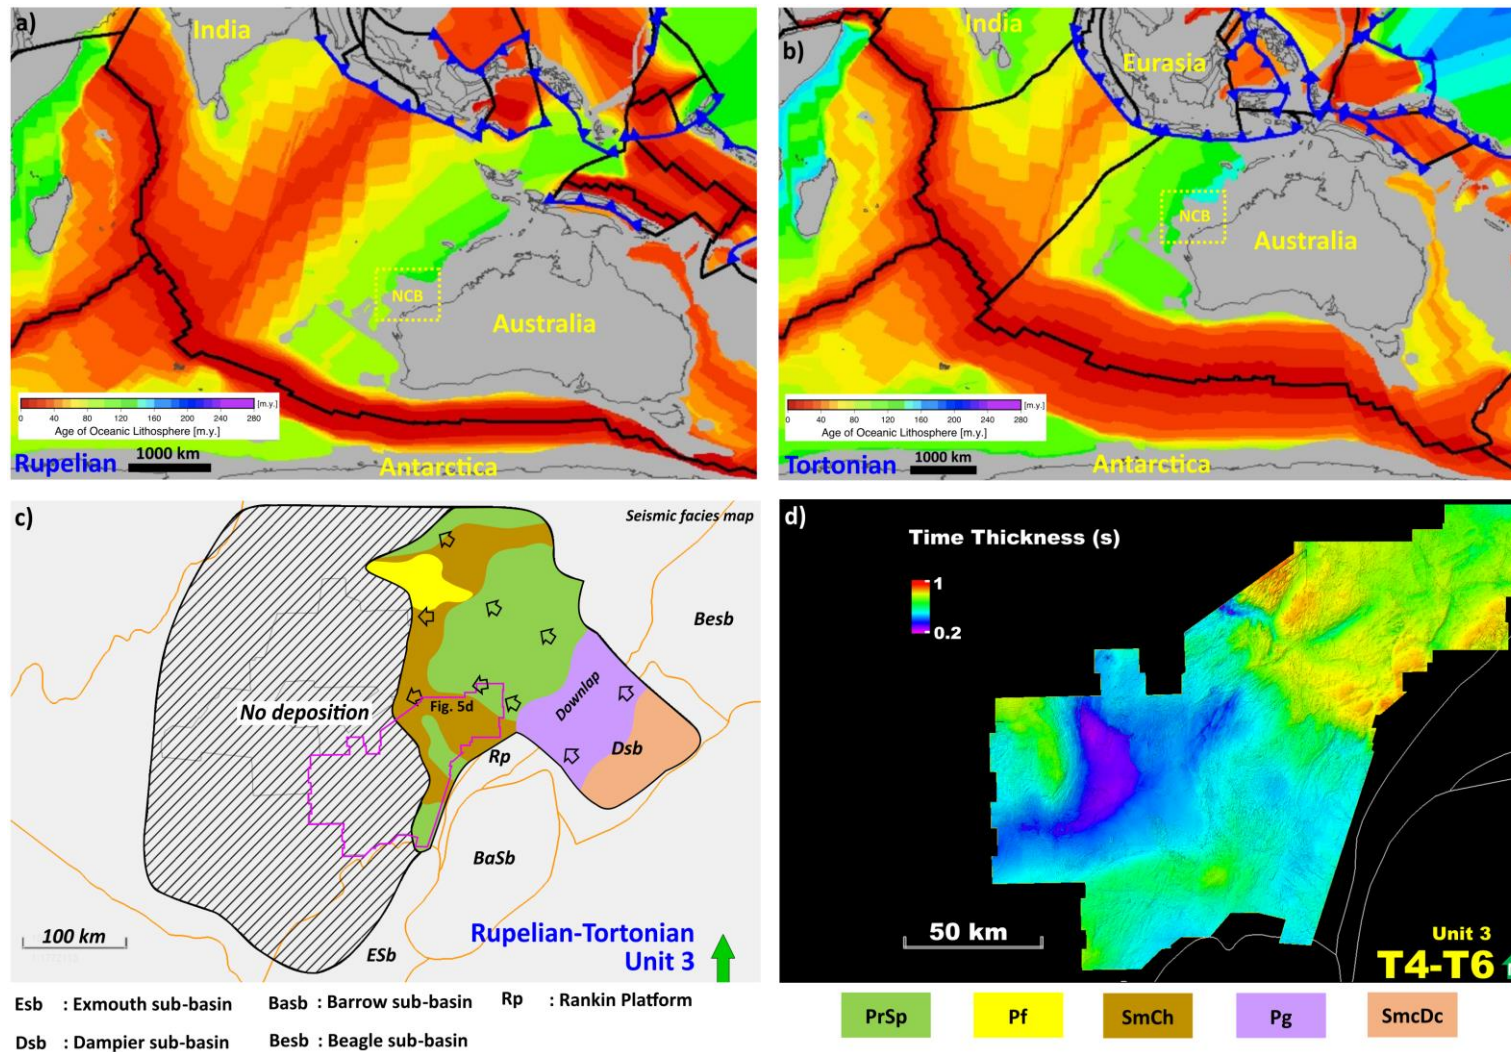 a)
India
NCB
Australia
0 40 80 120 160 200 240 280 [m.y.]
Age of Oceanic Lithosphere [m.y.]
Rupelian
1000 km
Antarctica
b)
India
Eurasia
NCB
Australia
0 40 80 120 160 200 240 280 [m.y.]
Age of Oceanic Lithosphere [m.y.]
Tortonian
1000 km
Antarctica
c)
Seismic facies map
Besb
No deposition
Downlap
Fig. 5d
Rp
Dsb
BaSb
ESb
100 km
Rupelian-Tortonian
Unit 3
d)
Time Thickness (s)
1
0.2
50 km
Unit 3
T4-T6
Esb : Exmouth sub-basin Basb : Barrow sub-basin Rp : Rankin Platform
Dsb : Dampier sub-basin Besb : Beagle sub-basin
PrSp Pf SmCh Pg SmcDc